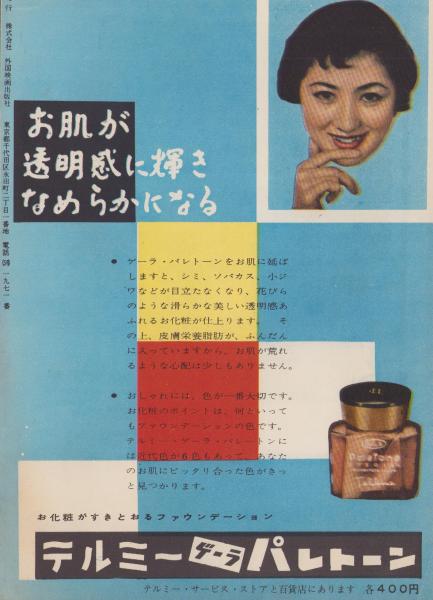 お肌が
透明感に輝き
なめらかになる
● ゲーラ・パレトーンをお肌に延ば
しますと、シミ、ソバカス、小ジ
ワなどが目立たなくなり、花びら
のような滑らかな美しい透明感あ
ふれるお化粧が仕上ります。 そ
の上、皮膚栄養脂肪が、ふんだん
に入っていますから、お肌が荒れ
るような心配は少しもありません。
● おしゃれには、色が一番大切です。
お化粧のポイントは、何といって
もファウンデーションの色です。
テルミー・ゲーラ・パレトーンに
は近代色が6色もあって、あなた
のお肌にピッタリ合った色がきっ
と見つかります。
お化粧がすきとおるファウンデーション
テルミー ゲーラ パレトーン
テルミー・サービス・ストアと百貨店にあります 各400円
行 株式会社 外国映画出版社 東京都千代田区永田町二丁目一番地 電話 一九七一番
Paletone